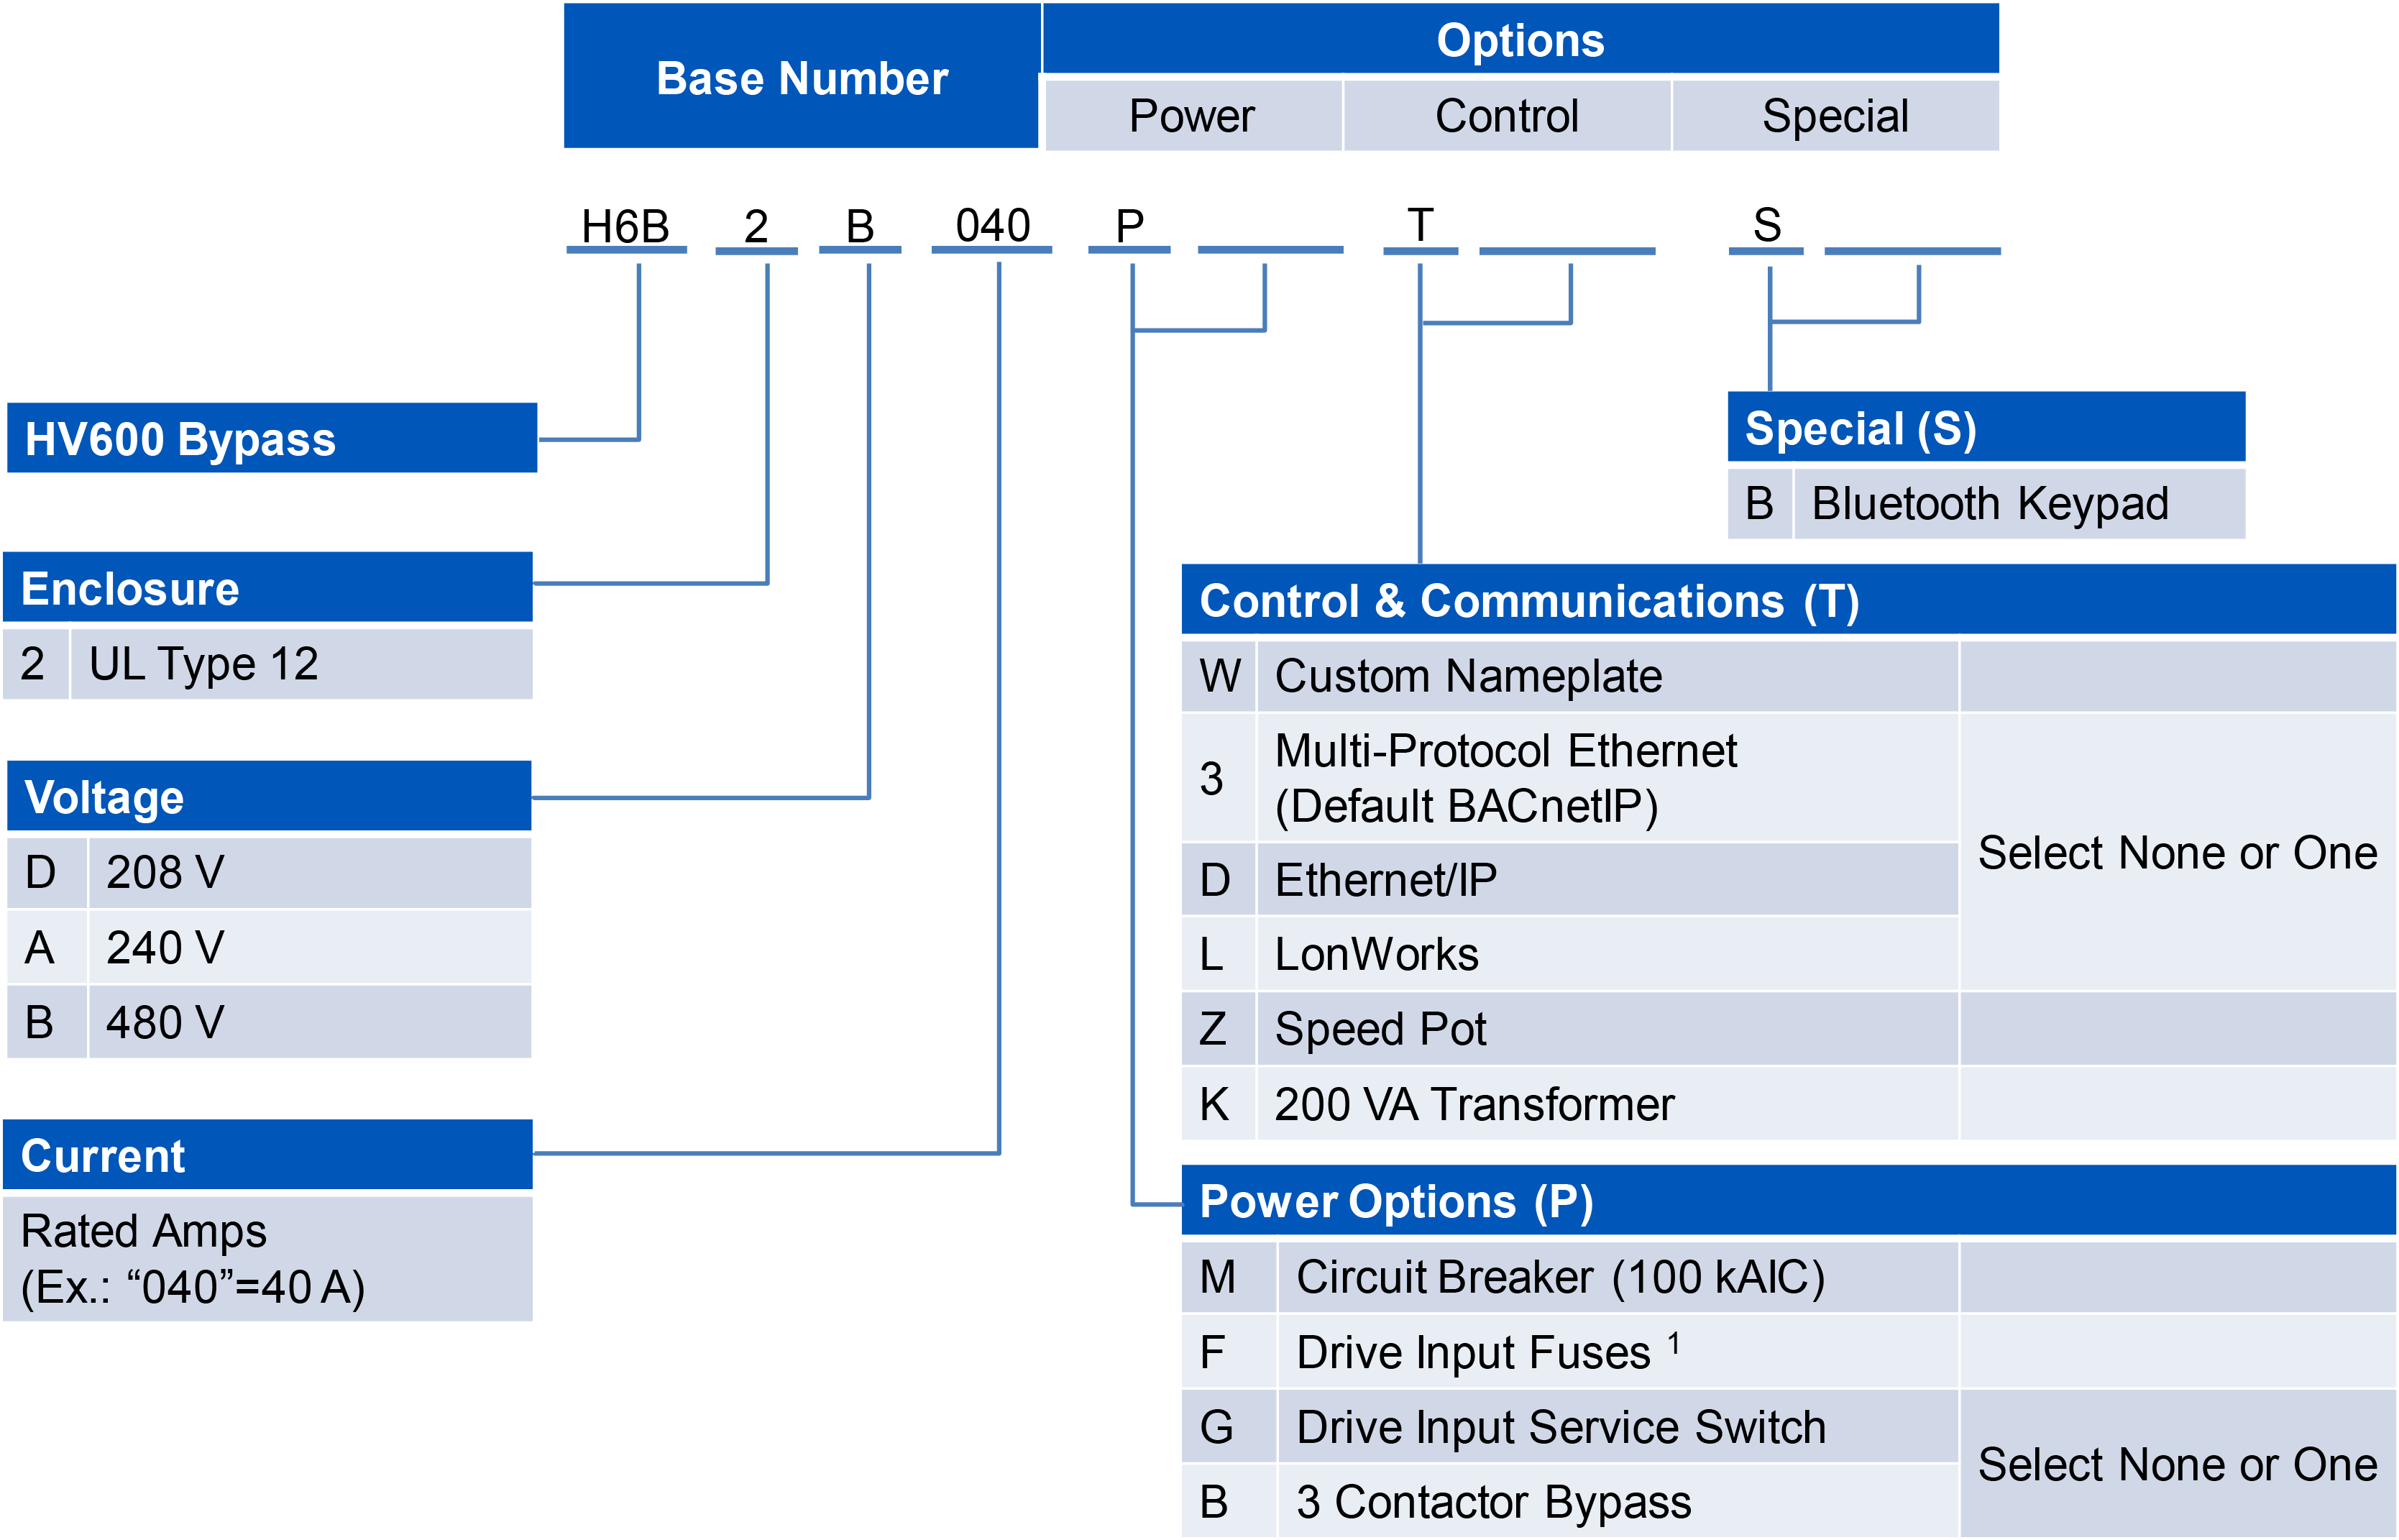 Base Number
Options
Power
Control
Special
H6B 2 B 040 P T S
HV600 Bypass
Special (S)
B Bluetooth Keypad
Enclosure
2 UL Type 12
Control & Communications (T)
W Custom Nameplate
3 Multi-Protocol Ethernet
(Default BACnetIP)
D Ethernet/IP
L LonWorks
Select None or One
Z Speed Pot
K 200 VA Transformer
Voltage
D 208 V
A 240 V
B 480 V
Current
Rated Amps
(Ex.: “040”=40 A)
Power Options (P)
M Circuit Breaker (100 kAIC)
F Drive Input Fuses 1
G Drive Input Service Switch
B 3 Contactor Bypass
Select None or One